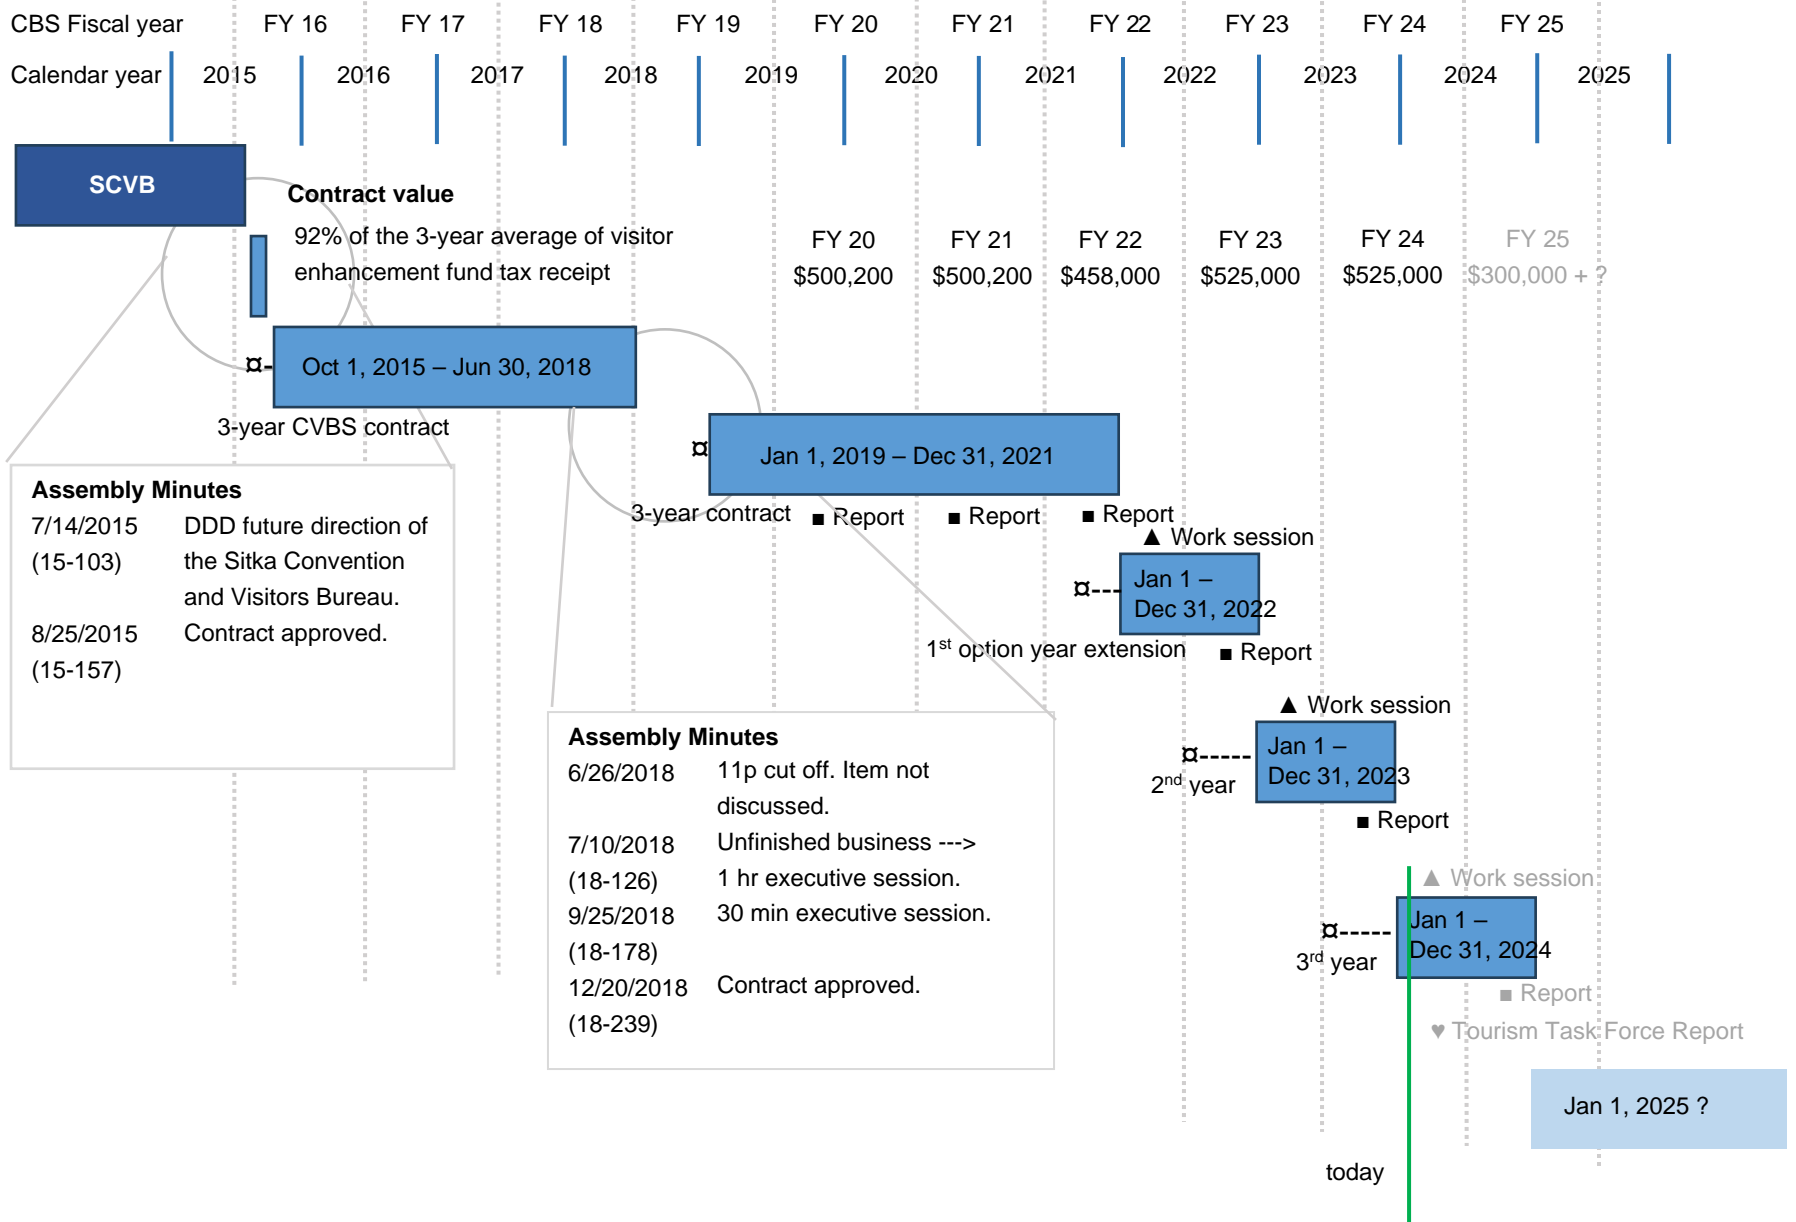 CBS Fiscal year FY 16 FY 17 FY 18 FY 19 FY 20 FY 21 FY 22 FY 23 FY 24 FY 25
Calendar year 2015 2016 2017 2018 2019 2020 2021 2022 2023 2024 2025
SCVB
Contract value
92% of the 3-year average of visitor
enhancement fund tax receipt
FY 20 FY 21 FY 22 FY 23 FY 24 FY 25
$500,200 $500,200 $458,000 $525,000 $525,000 $300,000 + ?
¤- Oct 1, 2015 – Jun 30, 2018
3-year CVBS contract
¤ Jan 1, 2019 – Dec 31, 2021
3-year contract ■ Report ■ Report ■ Report
▲ Work session
¤--- Jan 1 –
Dec 31, 2022
1st option year extension ■ Report
▲ Work session
¤----- Jan 1 –
Dec 31, 2023
2nd year
■ Report
▲ Work session
¤----- Jan 1 –
Dec 31, 2024
3rd year
■ Report
♥ Tourism Task Force Report
Jan 1, 2025 ?
today
Assembly Minutes
7/14/2015 DDD future direction of
(15-103) the Sitka Convention
and Visitors Bureau.
8/25/2015 Contract approved.
(15-157)
Assembly Minutes
6/26/2018 11p cut off. Item not
discussed.
7/10/2018 Unfinished business --->
(18-126) 1 hr executive session.
9/25/2018 30 min executive session.
(18-178)
12/20/2018 Contract approved.
(18-239)